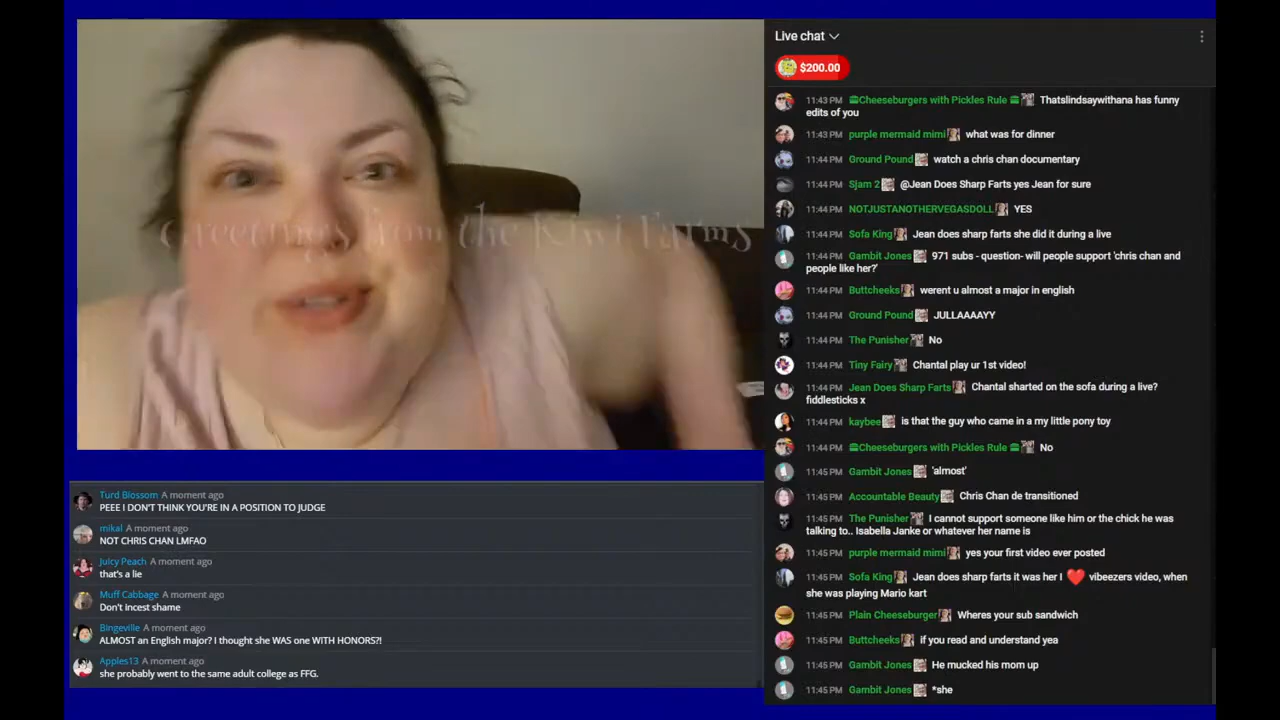 Greetings from the Kiwi Farms
Turd Blossom A moment ago
PEEE I DON'T THINK YOU'RE IN A POSITION TO JUDGE
mikal A moment ago
NOT CHRIS CHAN LMFAO
Juicy Peach A moment ago
that's a lie
Muff Cabbage A moment ago
Don't incest shame
Bingeville A moment ago
ALMOST an English major? I thought she WAS one WITH HONORS?!
Apples13 A moment ago
she probably went to the same adult college as FFG.
Live chat
$200.00
11:43 PM Cheeseburgers with Pickles Rule Thatslindsaywithana has funny
edits of you
11:43 PM purple mermaid mimi what was for dinner
11:44 PM Ground Pound watch a chris chan documentary
11:44 PM Sjam 2 @Jean Does Sharp Farts yes Jean for sure
11:44 PM NOTJUSTANOTHERVEGASDOLL YES
11:44 PM Sofa King Jean does sharp farts she did it during a live
11:44 PM Gambit Jones 971 subs - question- will people support 'chris chan and
people like her?'
11:44 PM Buttcheeks werent u almost a major in english
11:44 PM Ground Pound JULLAAAAYY
11:44 PM The Punisher No
11:44 PM Tiny Fairy Chantal play ur 1st video!
11:44 PM Jean Does Sharp Farts Chantal sharted on the sofa during a live?
fiddlesticks x
11:44 PM kaybee is that the guy who came in a my little pony toy
11:44 PM Cheeseburgers with Pickles Rule No
11:45 PM Gambit Jones 'almost'
11:45 PM Accountable Beauty Chris Chan de transitioned
11:45 PM The Punisher I cannot support someone like him or the chick he was
talking to.. Isabella Janke or whatever her name is
11:45 PM purple mermaid mimi yes your first video ever posted
11:45 PM Sofa King Jean does sharp farts it was her I ❤️ vibeezers video, when
she was playing Mario kart
11:45 PM Plain Cheeseburger Wheres your sub sandwich
11:45 PM Buttcheeks if you read and understand yea
11:45 PM Gambit Jones He mucked his mom up
11:45 PM Gambit Jones *she